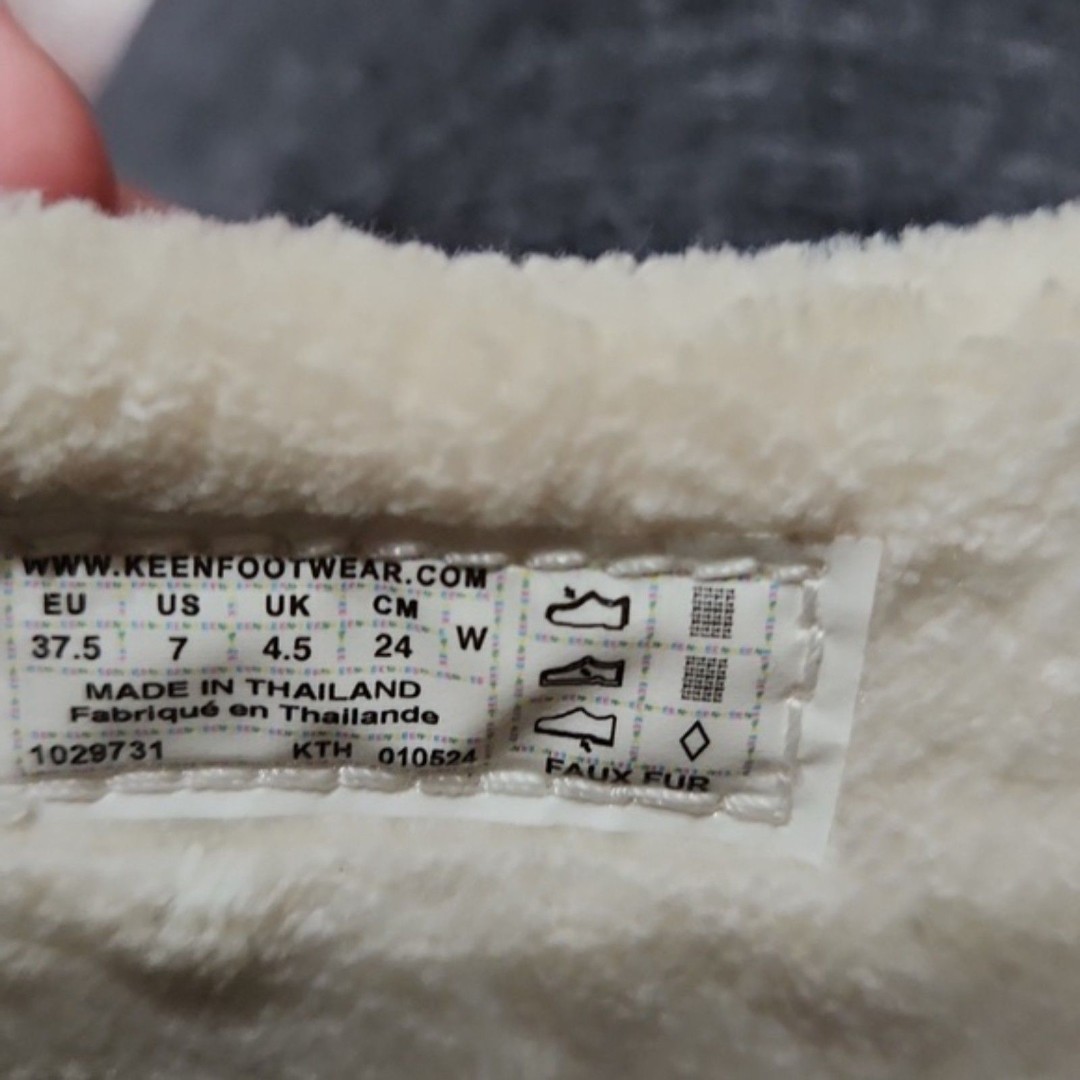 WWW.KEENFOOTWEAR.COM
EU US UK CM
37.5 7 4.5 24 W
MADE IN THAILAND
Fabriqué en Thaïlande
1029731 KTH 010524
FAUX FUR